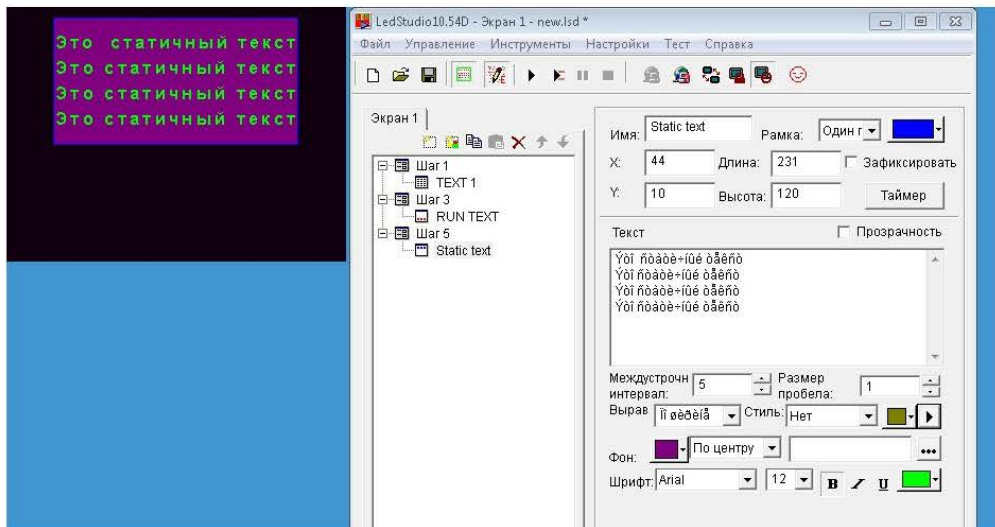 Это статичный текст
Это статичный текст
Это статичный текст
Это статичный текст
LedStudio10.54D - Экран 1 - new.lsd *
Файл Управление Инструменты Настройки Тест Справка
Экран 1
Шаг 1
TEXT 1
Шаг 3
RUN TEXT
Шаг 5
Static text
Имя: Static text Рамка: Один г
X: 44 Длина: 231 Зафиксировать
Y: 10 Высота: 120 Таймер
Текст Прозрачность
Ýòî ñòàòè÷íûé òåêñò
Ýòî ñòàòè÷íûé òåêñò
Ýòî ñòàòè÷íûé òåêñò
Ýòî ñòàòè÷íûé òåêñò
Междустрочн интервал: 5 Размер пробела: 1
Вырав Ïî øèðèíå Стиль: Нет
Фон: По центру
Шрифт: Arial 12 B I U